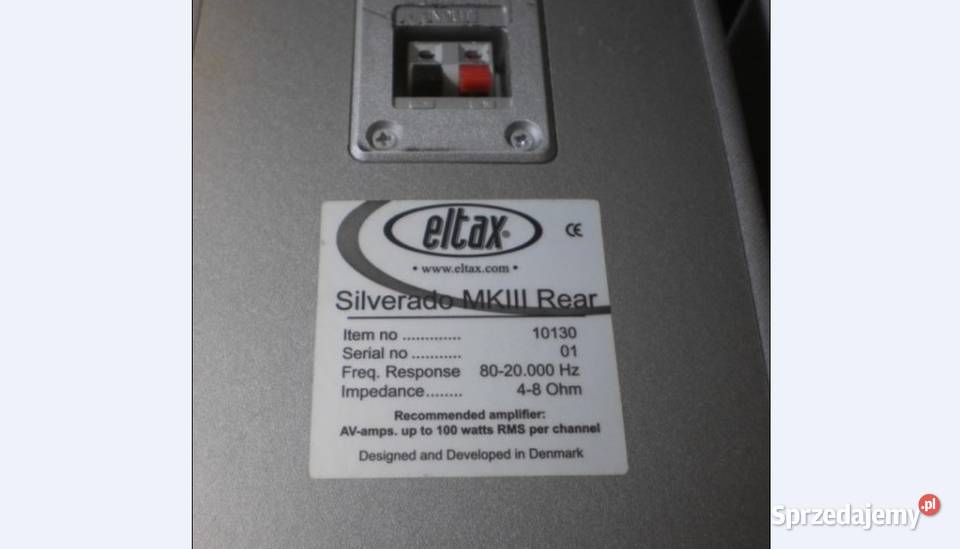 eltax®
• www.eltax.com •
CE
Silverado MKIII Rear
Item no ............. 10130
Serial no ........... 01
Freq. Response 80-20.000 Hz
Impedance........ 4-8 Ohm
Recommended amplifier:
AV-amps. up to 100 watts RMS per channel
Designed and Developed in Denmark
Sprzedajemy.pl